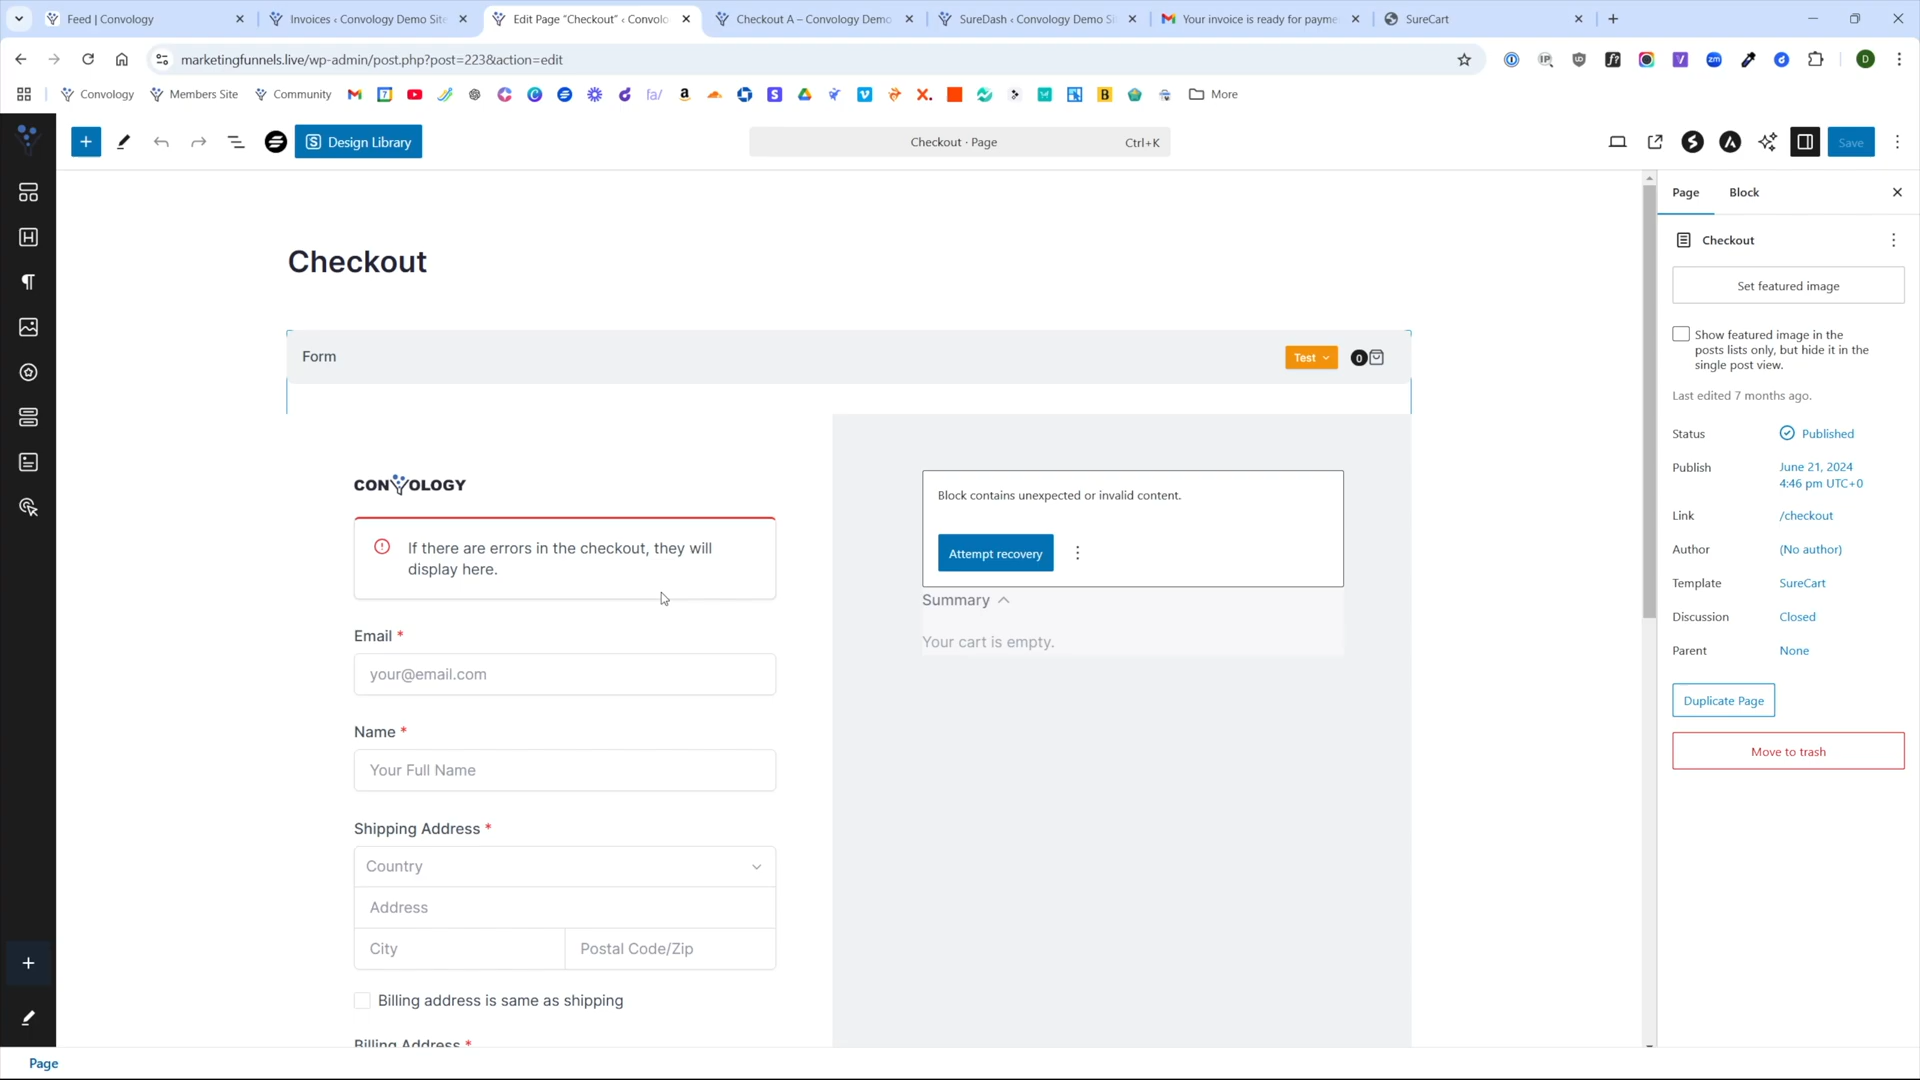 Feed | Convology
Invoices ‹ Convology Demo Site
Edit Page "Checkout" ‹ Convolo
Checkout A – Convology Demo
SureDash ‹ Convology Demo Si
Your invoice is ready for payme
SureCart
marketingfunnels.live/wp-admin/post.php?post=223&action=edit
Convology
Members Site
Community
More
Design Library
Checkout · Page
Ctrl+K
Save
Page
Block
Checkout
Checkout
Set featured image
Show featured image in the
posts lists only, but hide it in the
single post view.
Last edited 7 months ago.
Status
Published
Publish
June 21, 2024
4:46 pm UTC+0
Link
/checkout
Author
(No author)
Template
SureCart
Discussion
Closed
Parent
None
Duplicate Page
Move to trash
Form
Test
0
CONVOLOGY
If there are errors in the checkout, they will
display here.
Email *
your@email.com
Name *
Your Full Name
Shipping Address *
Country
Address
City
Postal Code/Zip
Billing address is same as shipping
Billing Address *
Block contains unexpected or invalid content.
Attempt recovery
Summary
Your cart is empty.
Page